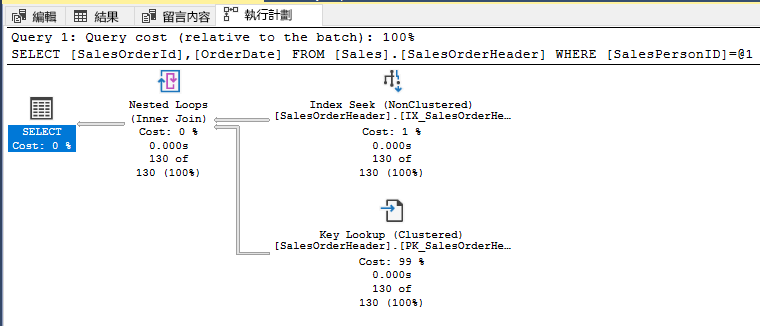 編輯 結果 留言內容 執行計劃
Query 1: Query cost (relative to the batch): 100%
SELECT [SalesOrderId],[OrderDate] FROM [Sales].[SalesOrderHeader] WHERE [SalesPersonID]=@1
SELECT
Cost: 0 %
Nested Loops
(Inner Join)
Cost: 0 %
0.000s
130 of
130 (100%)
Index Seek (NonClustered)
[SalesOrderHeader].[IX_SalesOrderHe…
Cost: 1 %
0.000s
130 of
130 (100%)
Key Lookup (Clustered)
[SalesOrderHeader].[PK_SalesOrderHe…
Cost: 99 %
0.000s
130 of
130 (100%)